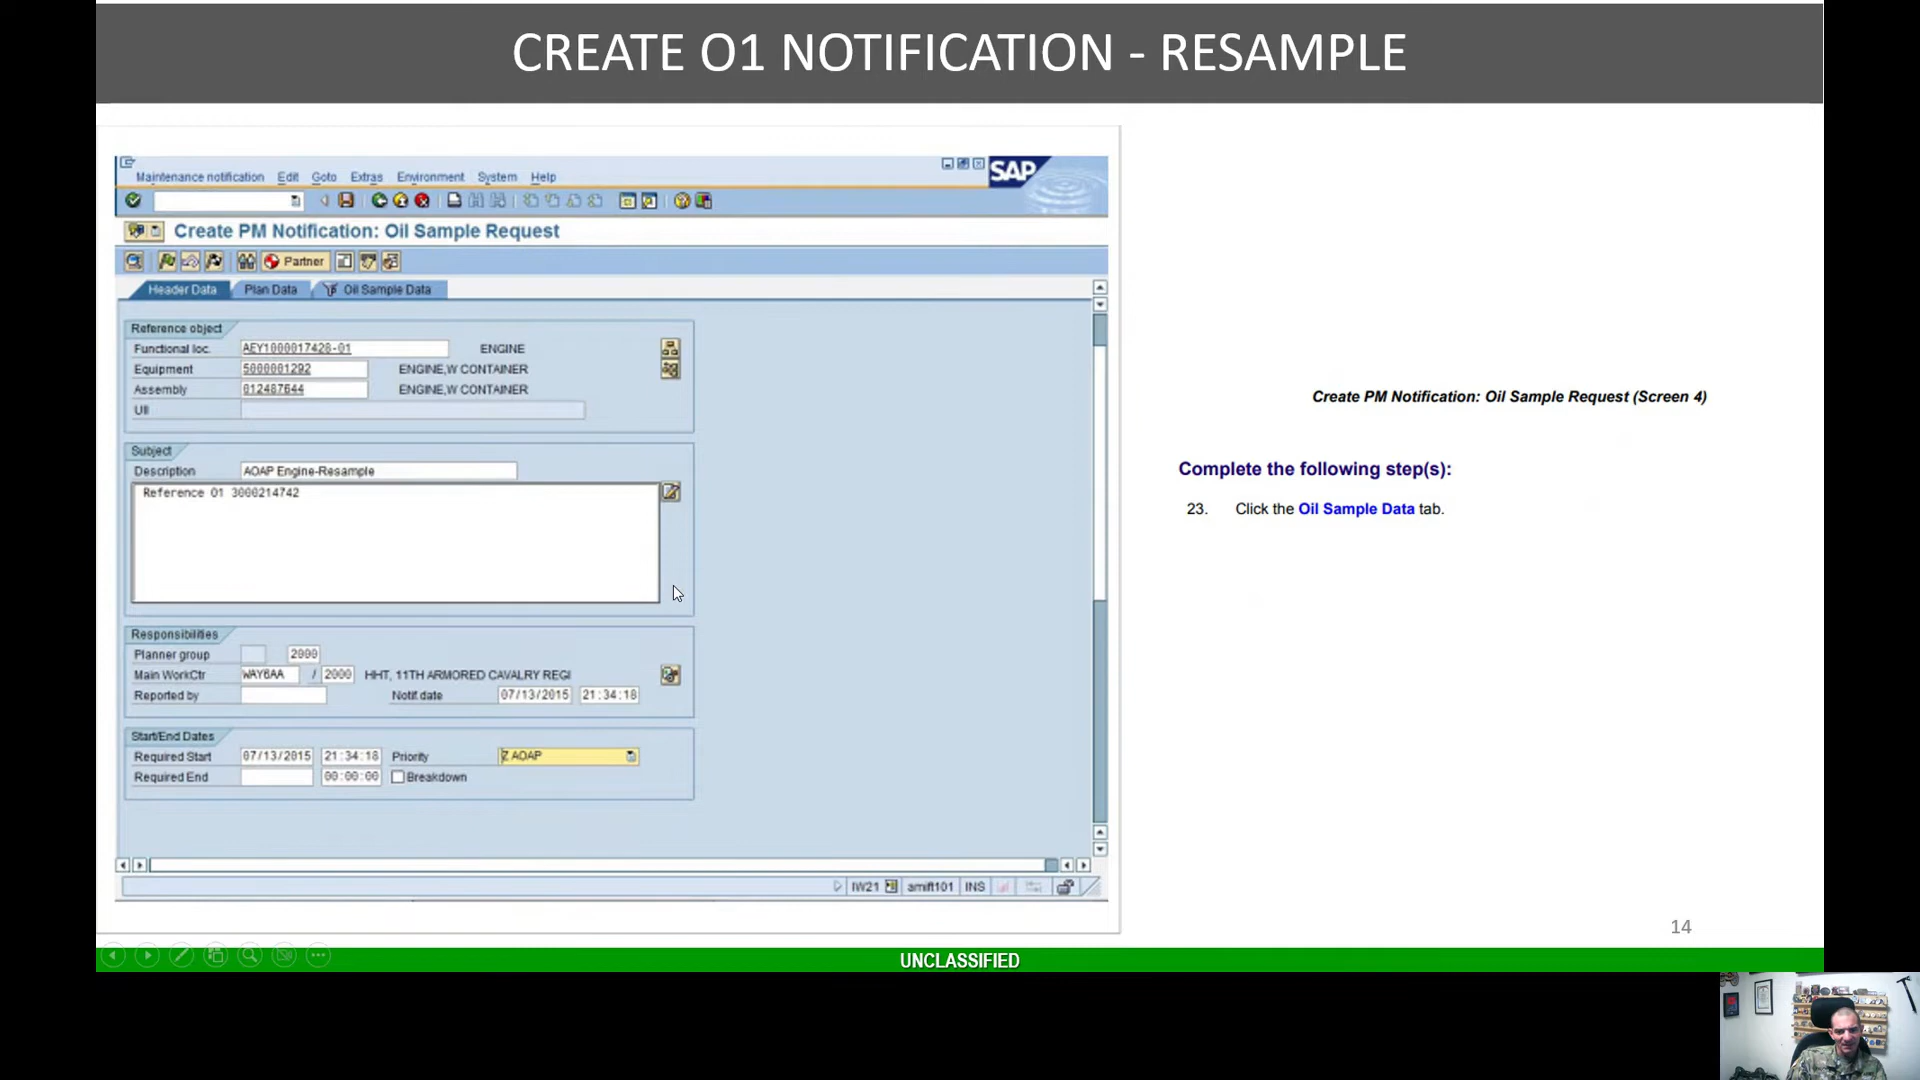 CREATE O1 NOTIFICATION - RESAMPLE
SAP
Maintenance notification Edit Goto Extras Environment System Help
Create PM Notification: Oil Sample Request
Partner
Header Data Plan Data Oil Sample Data
Reference object
Functional loc. AEY1000017428-01 ENGINE
Equipment 5000001292 ENGINE,W CONTAINER
Assembly 012487644 ENGINE,W CONTAINER
UII
Subject
Description AOAP Engine-Resample
Reference O1 3000214742
Responsibilities
Planner group 2000
Main WorkCtr WAY6AA / 2000 HHT, 11TH ARMORED CAVALRY REGI
Reported by Notif.date 07/13/2015 21:34:18
Start/End Dates
Required Start 07/13/2015 21:34:18 Priority Z AOAP
Required End 00:00:00 Breakdown
IW21 amift101 INS
Create PM Notification: Oil Sample Request (Screen 4)
Complete the following step(s):
23. Click the Oil Sample Data tab.
14
UNCLASSIFIED